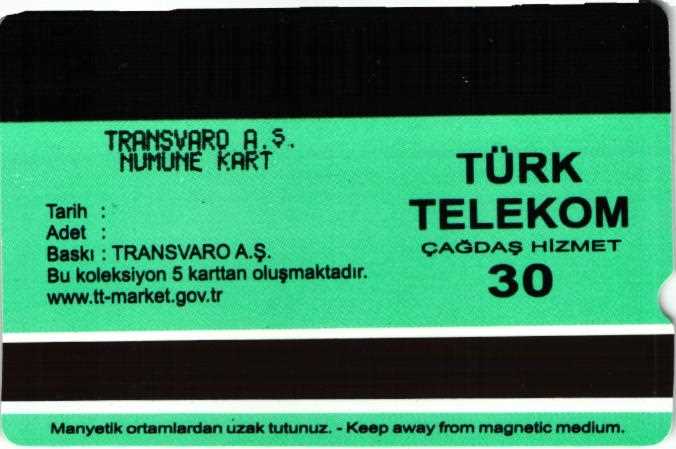 TRANSVARO A.Ş.
NUMUNE KART
Tarih :
Adet :
Baskı : TRANSVARO A.Ş.
Bu koleksiyon 5 karttan oluşmaktadır.
www.tt-market.gov.tr
TÜRK
TELEKOM
ÇAĞDAŞ HİZMET
30
Manyetik ortamlardan uzak tutunuz. - Keep away from magnetic medium.